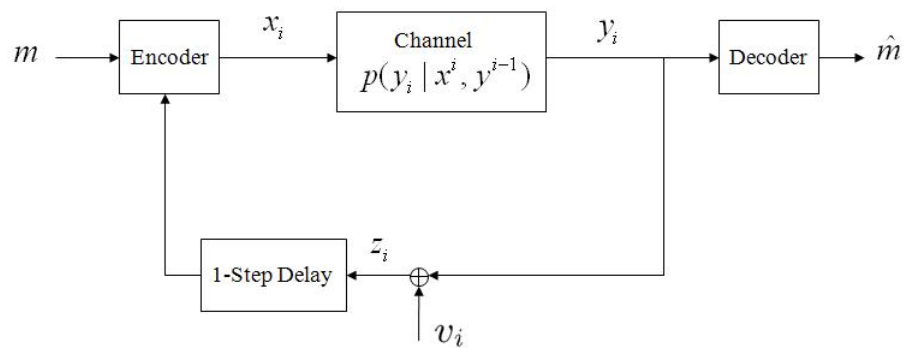 m
Encoder
x_i
Channel
p(y_i | x^i, y^{i-1})
y_i
Decoder
m̂
1-Step Delay
z_i
v_i